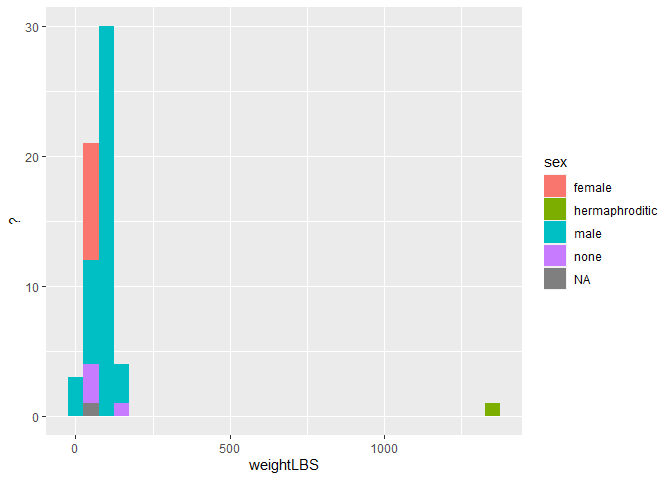 30
20
10
0
?
0
500
1000
weightLBS
sex
female
hermaphroditic
male
none
NA